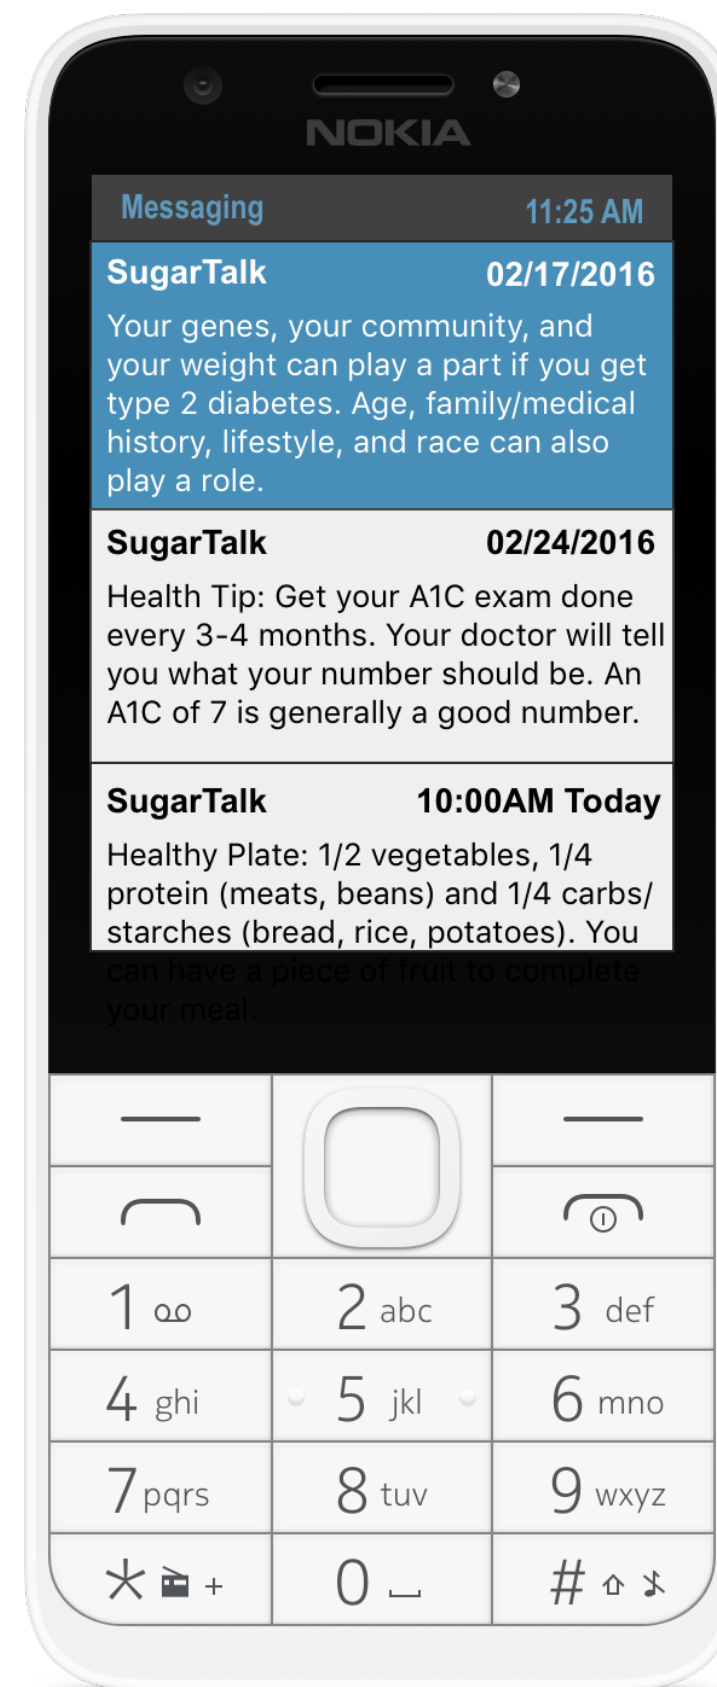 NOKIA
Messaging 11:25 AM
SugarTalk 02/17/2016
Your genes, your community, and
your weight can play a part if you get
type 2 diabetes. Age, family/medical
history, lifestyle, and race can also
play a role.
SugarTalk 02/24/2016
Health Tip: Get your A1C exam done
every 3-4 months. Your doctor will tell
you what your number should be. An
A1C of 7 is generally a good number.
SugarTalk 10:00AM Today
Healthy Plate: 1/2 vegetables, 1/4
protein (meats, beans) and 1/4 carbs/
starches (bread, rice, potatoes). You
can have a piece of fruit to complete
your meal.
1 2 abc 3 def
4 ghi 5 jkl 6 mno
7 pqrs 8 tuv 9 wxyz
* + 0 #